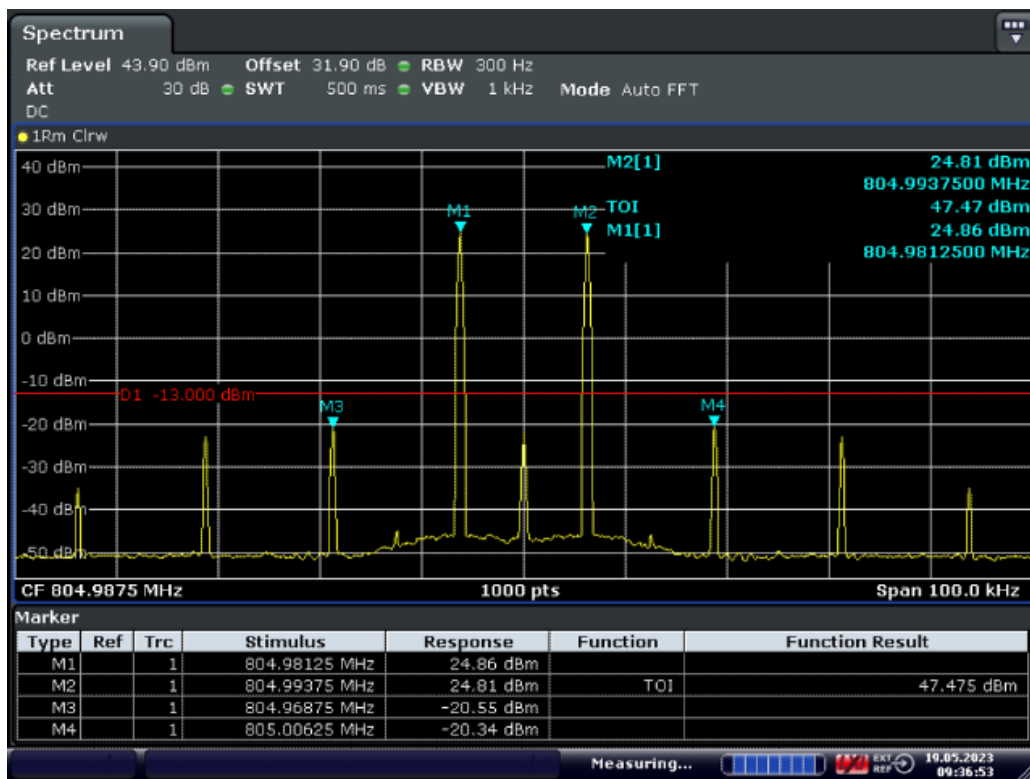 Spectrum
Ref Level 43.90 dBm Offset 31.90 dB RBW 300 Hz
Att 30 dB SWT 500 ms VBW 1 kHz Mode Auto FFT
DC
1Rm Clrw
40 dBm
M2[1] 24.81 dBm
804.9937500 MHz
30 dBm
M1
M2
TOI 47.47 dBm
M1[1] 24.86 dBm
20 dBm
804.9812500 MHz
10 dBm
0 dBm
-10 dBm
D1 -13.000 dBm
M3
M4
-20 dBm
-30 dBm
-40 dBm
-50 dBm
CF 804.9875 MHz 1000 pts Span 100.0 kHz
Marker
Type Ref Trc Stimulus Response Function Function Result
M1 1 804.98125 MHz 24.86 dBm
M2 1 804.99375 MHz 24.81 dBm TOI 47.475 dBm
M3 1 804.96875 MHz -20.55 dBm
M4 1 805.00625 MHz -20.34 dBm
Measuring... EXT REF 19.05.2023
09:36:53